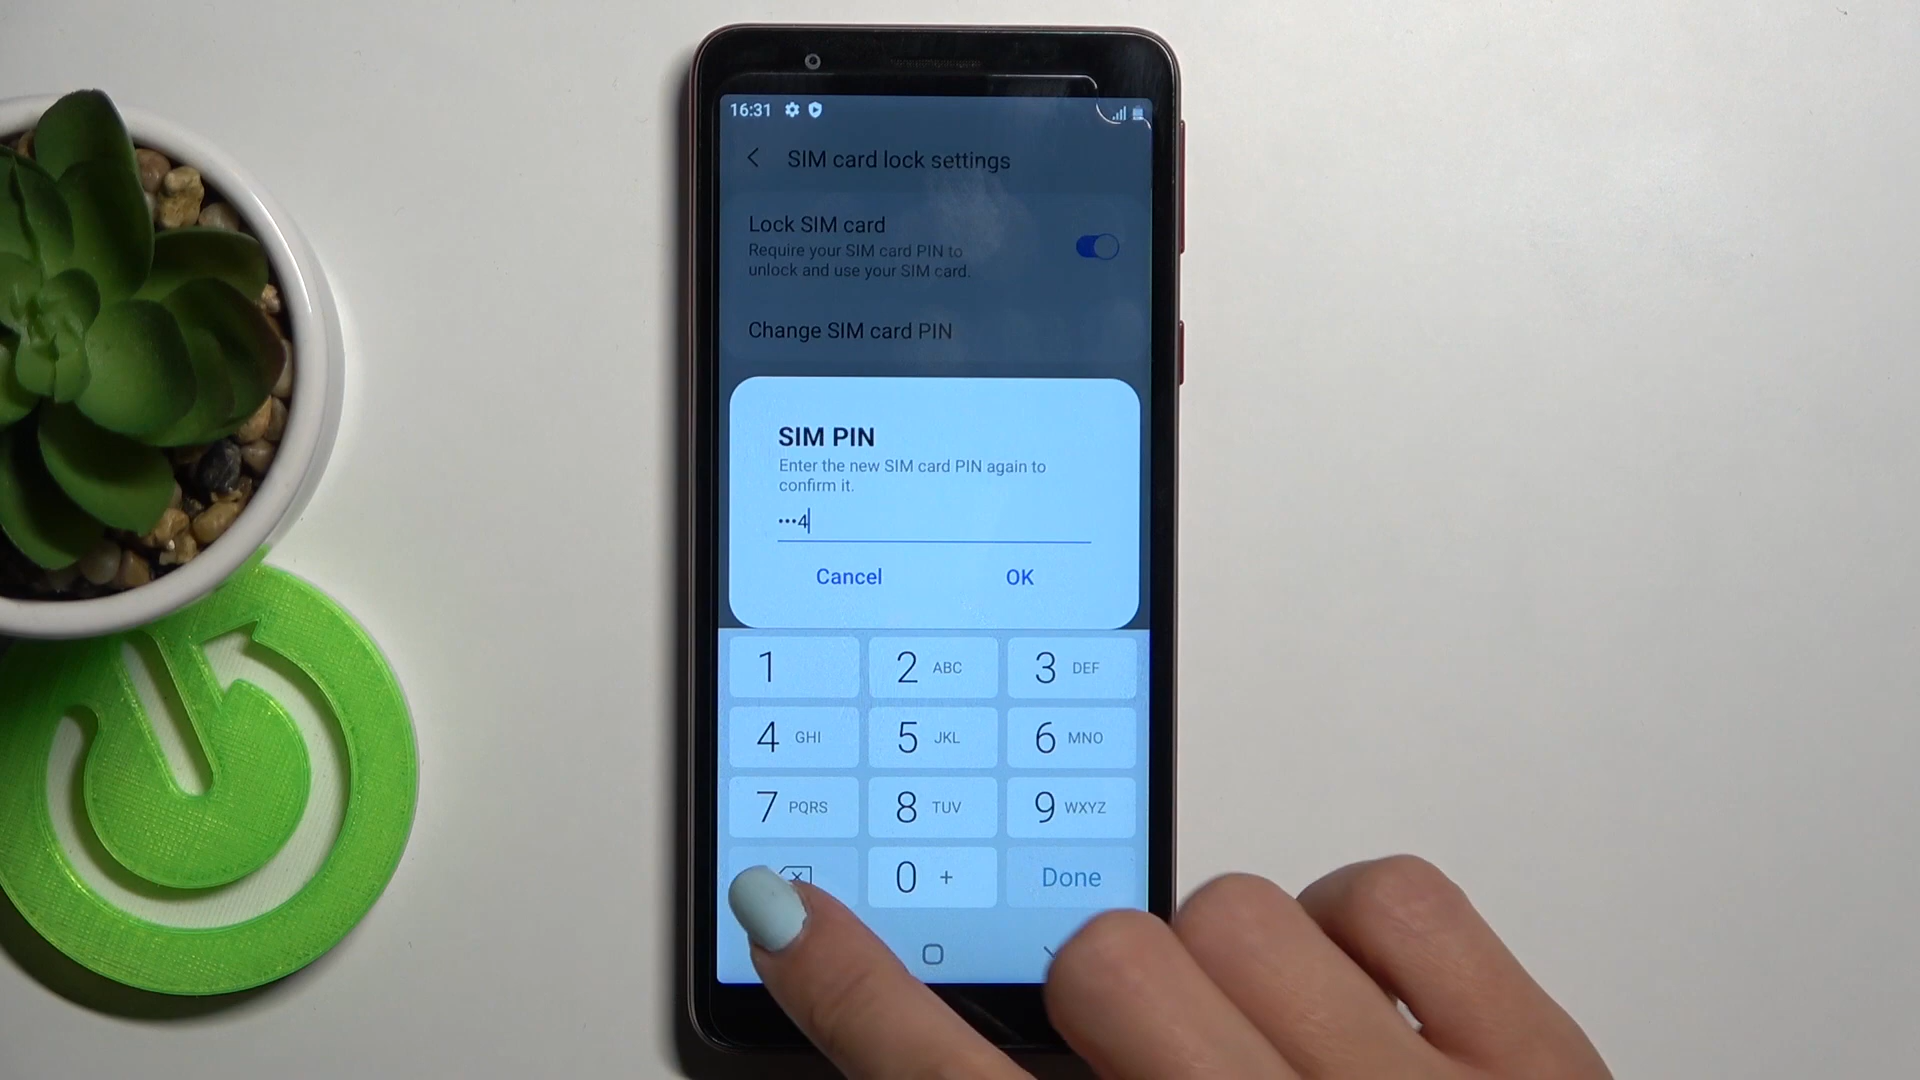 16:31
SIM card lock settings
Lock SIM card
Require your SIM card PIN to
unlock and use your SIM card.
Change SIM card PIN
SIM PIN
Enter the new SIM card PIN again to
confirm it.
•••4
Cancel OK
1 2 ABC 3 DEF
4 GHI 5 JKL 6 MNO
7 PQRS 8 TUV 9 WXYZ
0 + Done